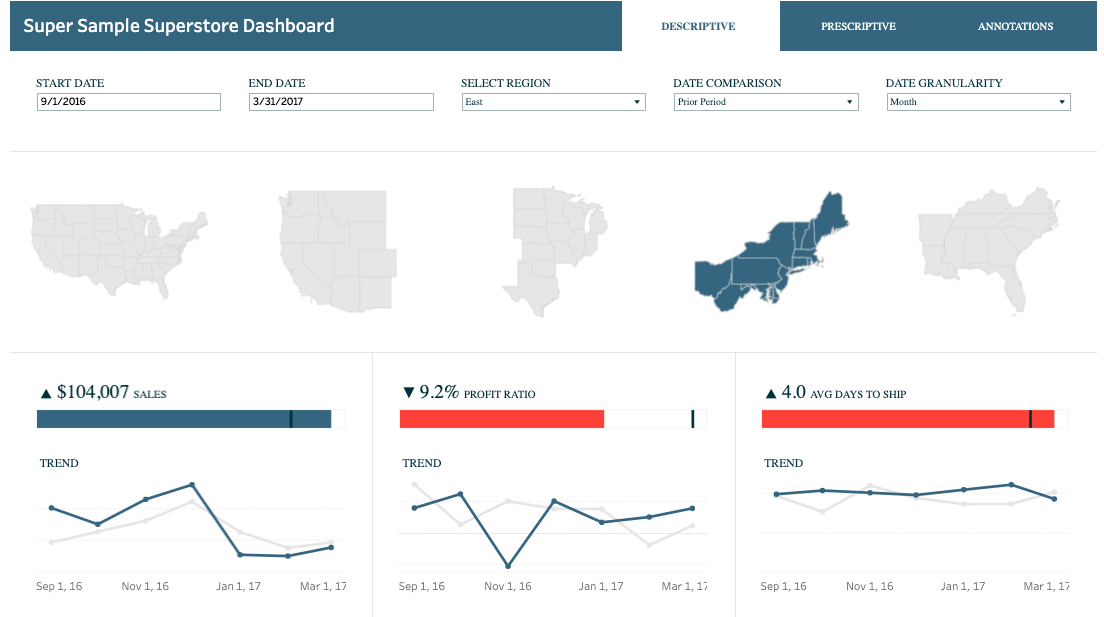 Super Sample Superstore Dashboard
DESCRIPTIVE
PRESCRIPTIVE
ANNOTATIONS
START DATE
END DATE
SELECT REGION
DATE COMPARISON
DATE GRANULARITY
9/1/2016
3/31/2017
East
Prior Period
Month
▲ $104,007 SALES
▼ 9.2% PROFIT RATIO
▲ 4.0 AVG DAYS TO SHIP
TREND
TREND
TREND
Sep 1, 16
Nov 1, 16
Jan 1, 17
Mar 1, 17
Sep 1, 16
Nov 1, 16
Jan 1, 17
Mar 1, 17
Sep 1, 16
Nov 1, 16
Jan 1, 17
Mar 1, 17